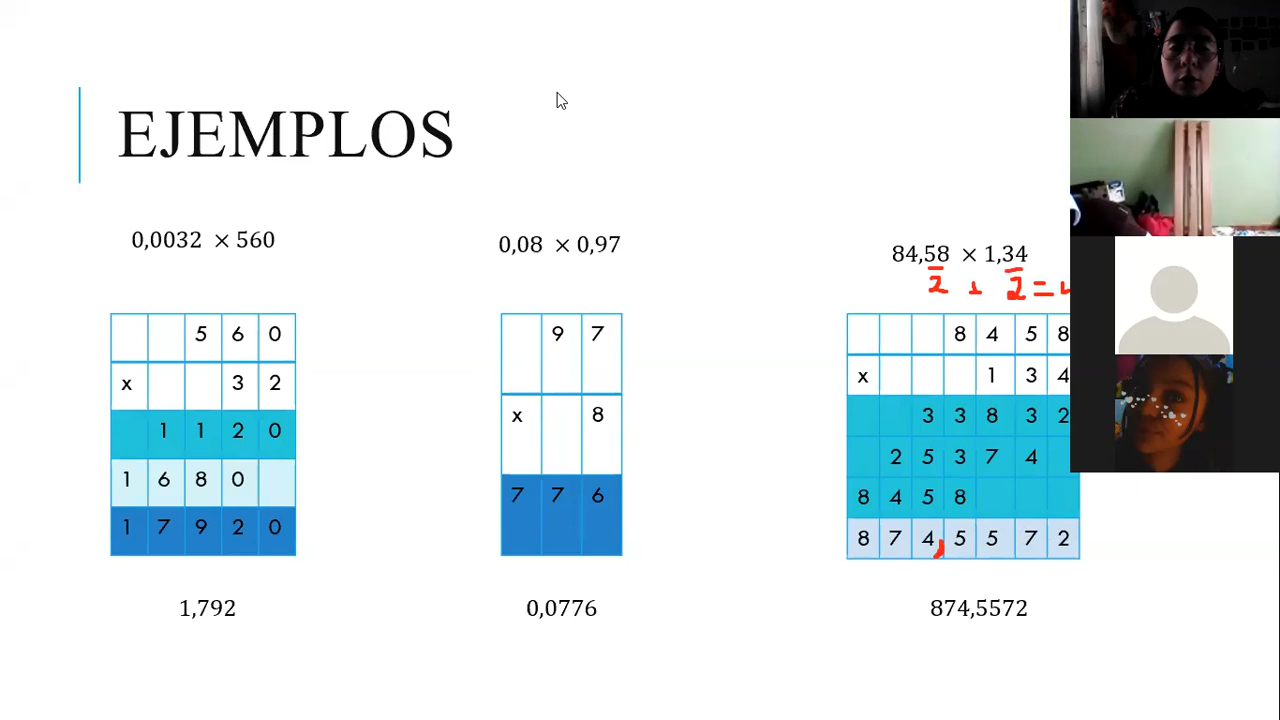 EJEMPLOS
0,0032 × 560
5 6 0
x 3 2
1 1 2 0
1 6 8 0
1 7 9 2 0
1,792
0,08 × 0,97
9 7
x 8
7 7 6
0,0776
84,58 × 1,34
2 + 2 =
8 4 5 8
x 1 3 4
3 3 8 3 2
2 5 3 7 4
8 4 5 8
8 7 4, 5 5 7 2
874,5572